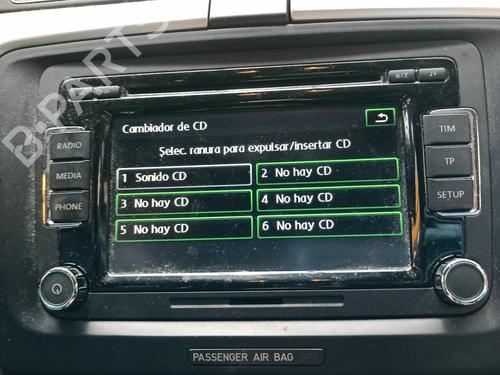 B-PARTS
Cambiador de CD
Selec. ranura para expulsar/insertar CD
1 Sonido CD
2 No hay CD
3 No hay CD
4 No hay CD
5 No hay CD
6 No hay CD
RADIO
MEDIA
PHONE
TIM
TP
SETUP
PASSENGER AIR BAG OFF